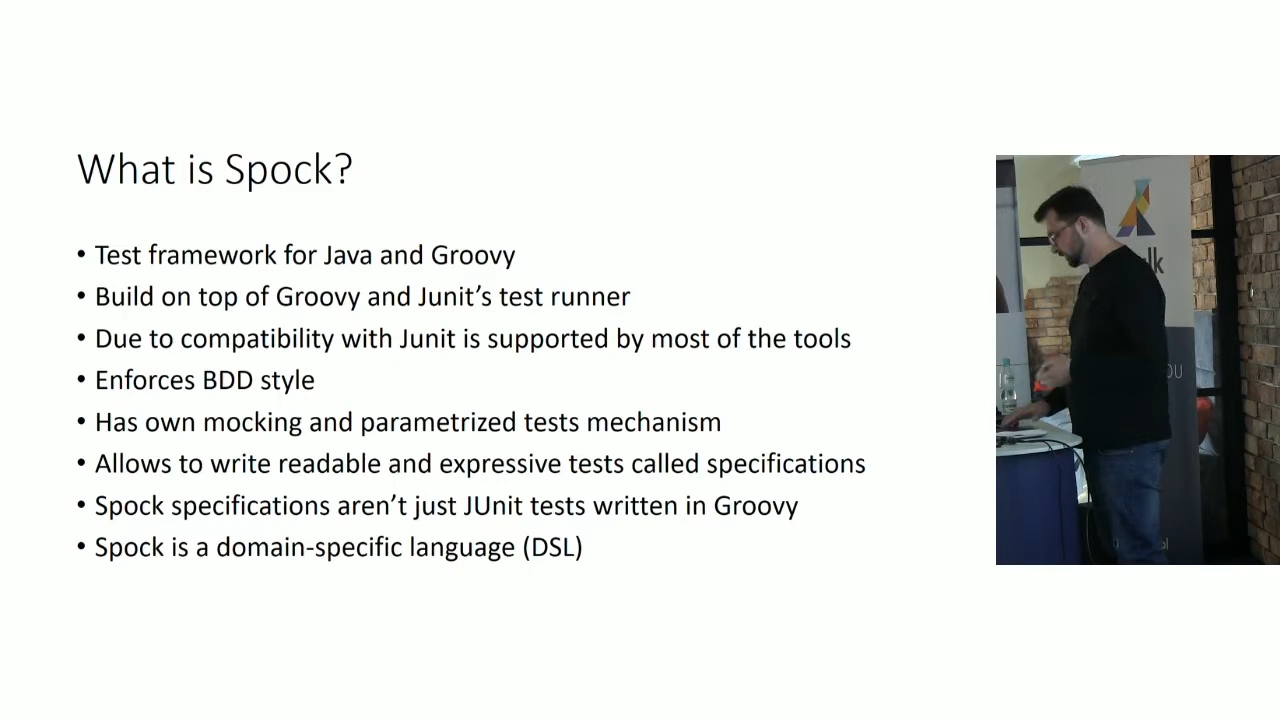 What is Spock?
• Test framework for Java and Groovy
• Build on top of Groovy and Junit’s test runner
• Due to compatibility with Junit is supported by most of the tools
• Enforces BDD style
• Has own mocking and parametrized tests mechanism
• Allows to write readable and expressive tests called specifications
• Spock specifications aren’t just JUnit tests written in Groovy
• Spock is a domain-specific language (DSL)